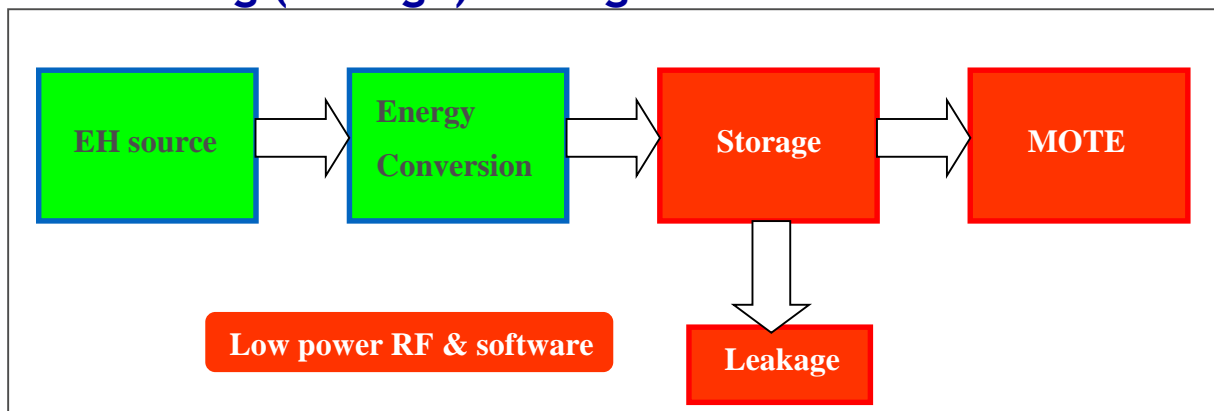 EH source
Energy
Conversion
Storage
MOTE
Low power RF & software
Leakage